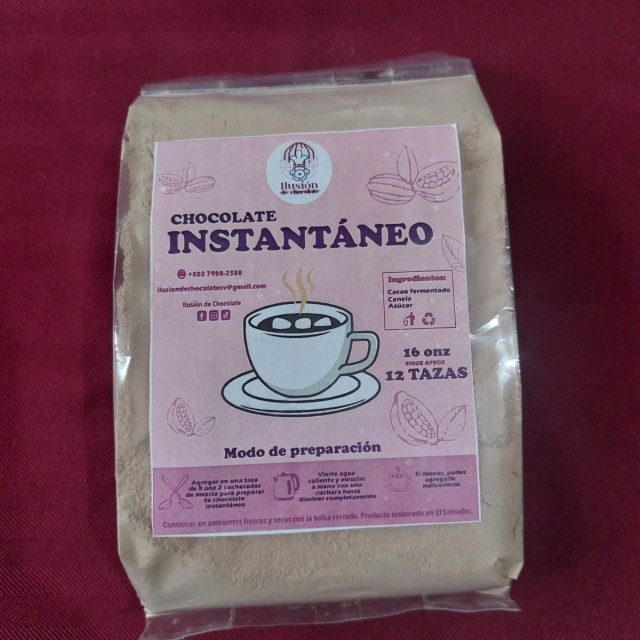 Ilusión
de chocolate
CHOCOLATE
INSTANTÁNEO
+503 7988-2588
ilusiondechocolatesv@gmail.com
Ilusión de Chocolate
Ingredientes:
Cacao fermentado
Canela
Azúcar
16 onz
RINDE APROX
12 TAZAS
Modo de preparación
Agregar en una taza
de 8 onz 2 cucharadas
de mezcla para preparar
tu chocolate
instantáneo
Vierte agua
caliente y mezclar
a mano con una
cuchara hasta
disolver completamente
Si deseas, pudes
agregarle
malvaviscos
Conservar en ambientes frescos y secos con la bolsa cerrada. Producto elaborado en El Salvador.